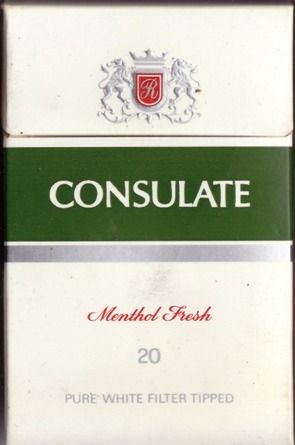 R
CONSULATE
Menthol Fresh
20
PURE WHITE FILTER TIPPED